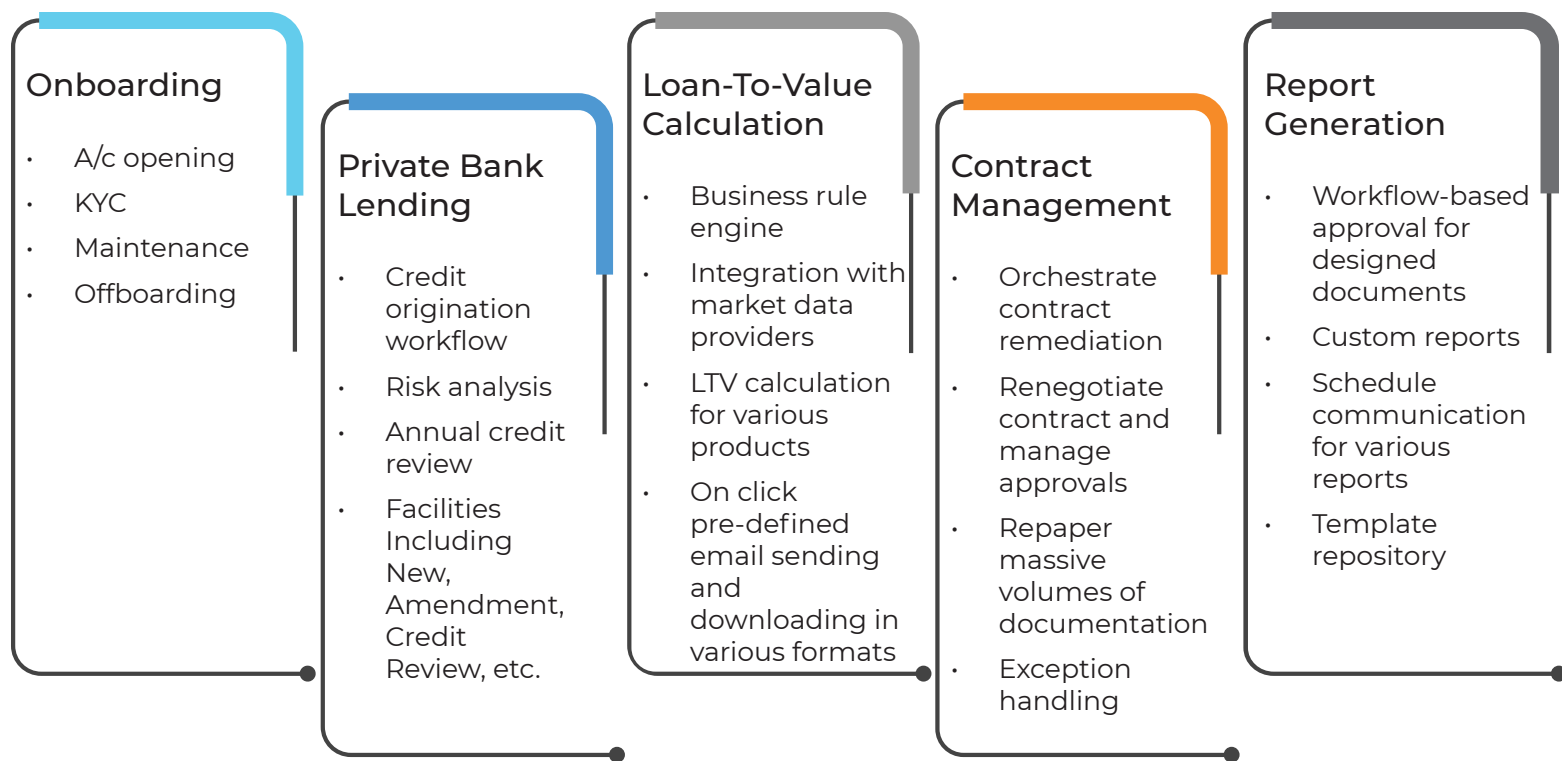 Onboarding
• A/c opening
• KYC
• Maintenance
• Offboarding
Private Bank
Lending
• Credit
origination
workflow
• Risk analysis
• Annual credit
review
• Facilities
Including
New,
Amendment,
Credit
Review, etc.
Loan-To-Value
Calculation
• Business rule
engine
• Integration with
market data
providers
• LTV calculation
for various
products
• On click
pre-defined
email sending
and
downloading in
various formats
Contract
Management
• Orchestrate
contract
remediation
• Renegotiate
contract and
manage
approvals
• Repaper
massive
volumes of
documentation
• Exception
handling
Report
Generation
• Workflow-based
approval for
designed
documents
• Custom reports
• Schedule
communication
for various
reports
• Template
repository